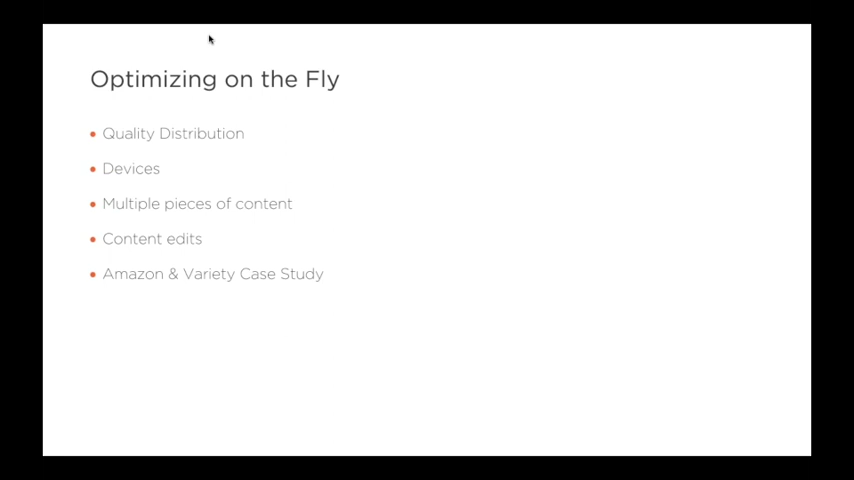 Optimizing on the Fly
• Quality Distribution
• Devices
• Multiple pieces of content
• Content edits
• Amazon & Variety Case Study